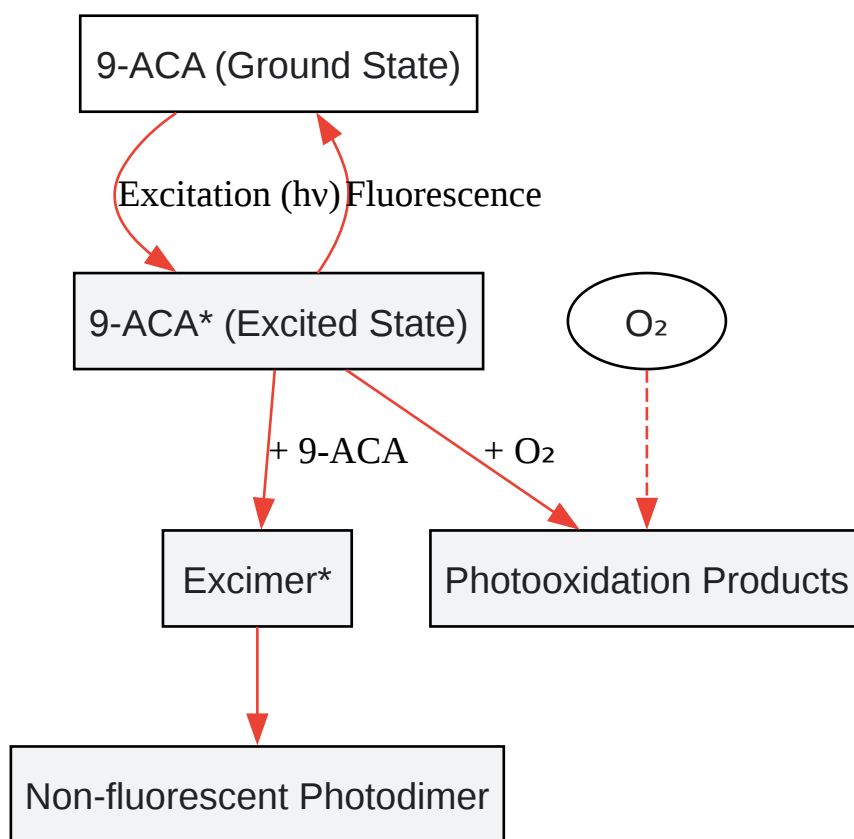 9-ACA (Ground State)
Excitation (hν)
Fluorescence
9-ACA* (Excited State)
O₂
+ 9-ACA
+ O₂
Excimer*
Photooxidation Products
Non-fluorescent Photodimer